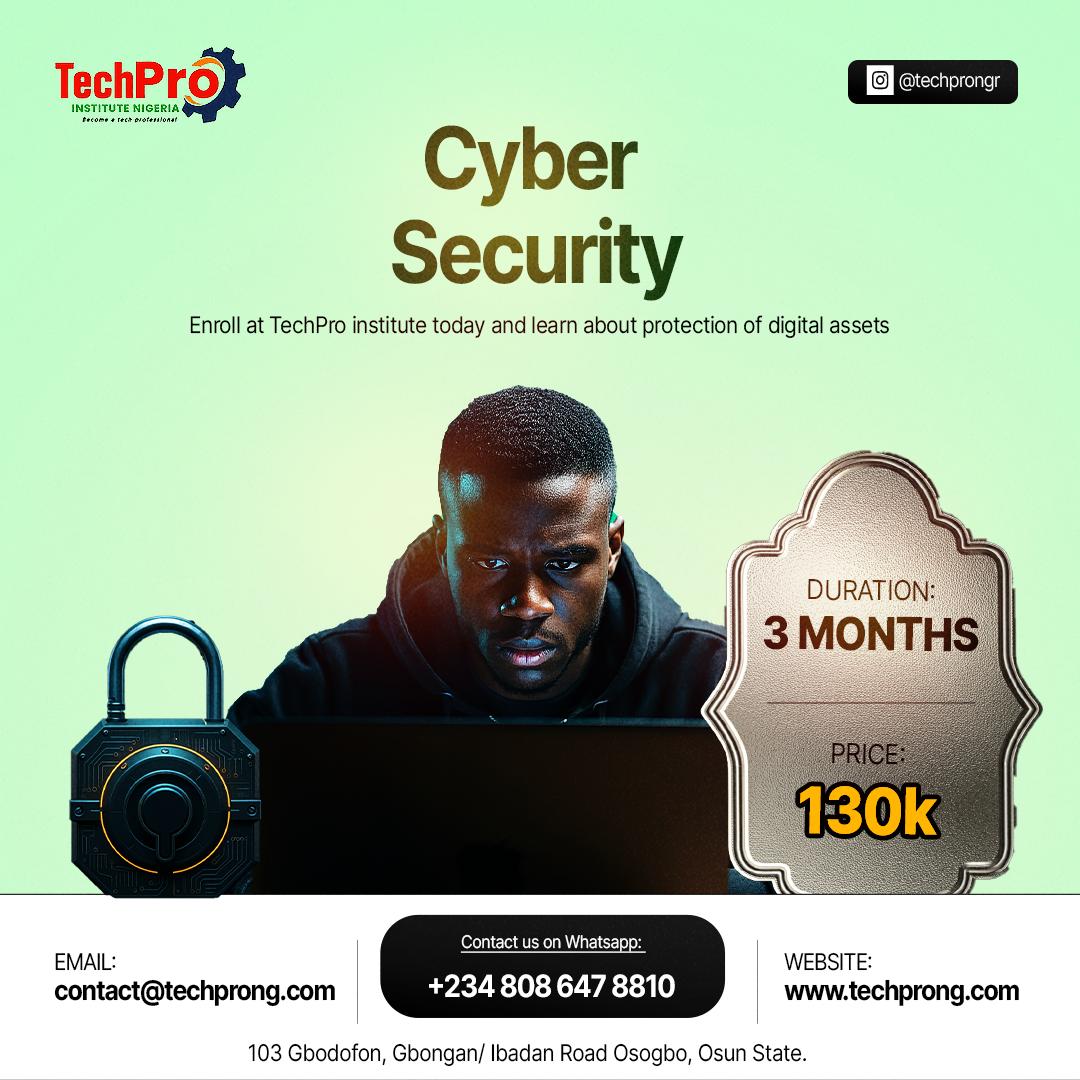 TechPro
INSTITUTE NIGERIA
Become a tech professional
@techprongr
Cyber
Security
Enroll at TechPro institute today and learn about protection of digital assets
DURATION:
3 MONTHS
PRICE:
130k
EMAIL:
contact@techprong.com
Contact us on Whatsapp:
+234 808 647 8810
WEBSITE:
www.techprong.com
103 Gbodofon, Gbongan/ Ibadan Road Osogbo, Osun State.